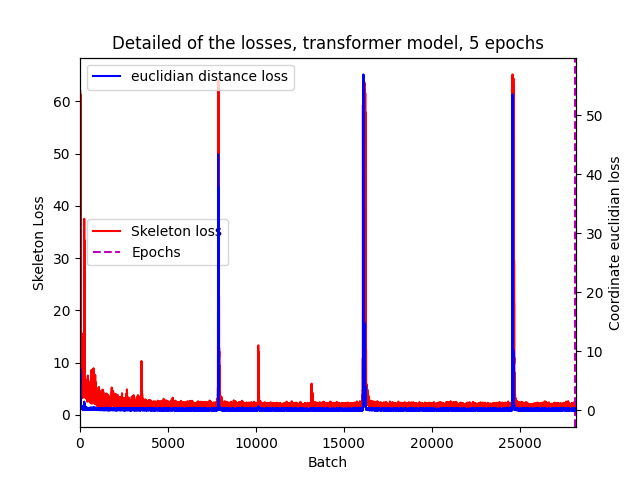 Detailed of the losses, transformer model, 5 epochs
euclidian distance loss
Skeleton loss
Epochs
Skeleton Loss
60
50
40
30
20
10
0
50
40
30
20
10
0
Coordinate euclidian loss
0 5000 10000 15000 20000 25000
Batch